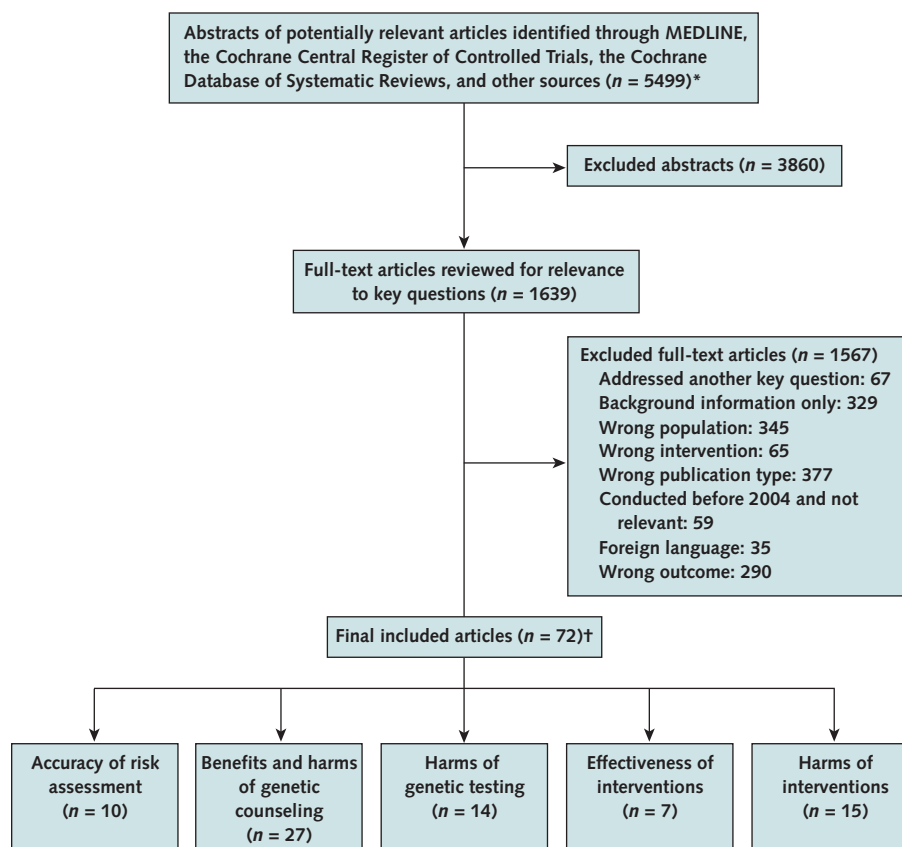 Abstracts of potentially relevant articles identified through MEDLINE,
the Cochrane Central Register of Controlled Trials, the Cochrane
Database of Systematic Reviews, and other sources (n = 5499)*
Excluded abstracts (n = 3860)
Full-text articles reviewed for relevance
to key questions (n = 1639)
Excluded full-text articles (n = 1567)
Addressed another key question: 67
Background information only: 329
Wrong population: 345
Wrong intervention: 65
Wrong publication type: 377
Conducted before 2004 and not
relevant: 59
Foreign language: 35
Wrong outcome: 290
Final included articles (n = 72)†
Accuracy of risk
assessment
(n = 10)
Benefits and harms
of genetic
counseling
(n = 27)
Harms of
genetic testing
(n = 14)
Effectiveness of
interventions
(n = 7)
Harms of
interventions
(n = 15)